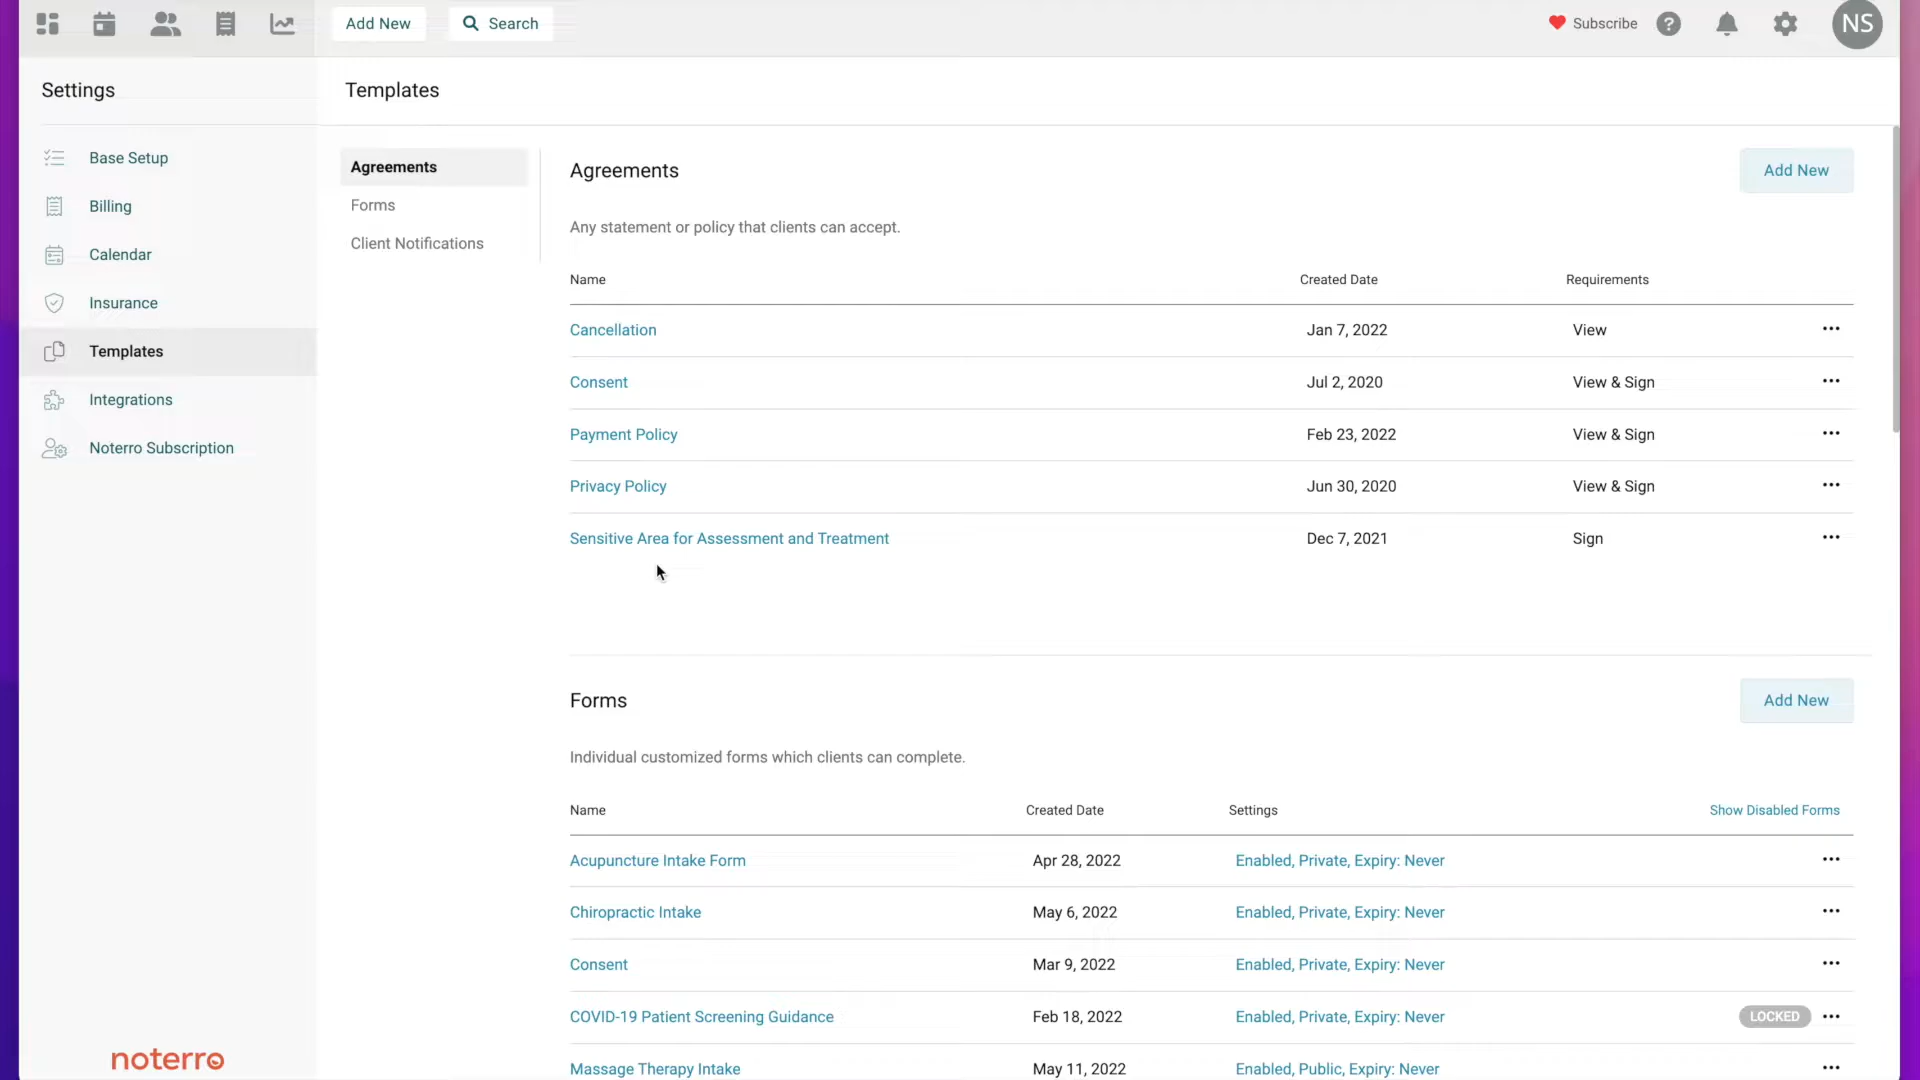 Add New
Search
Subscribe
?
NS
Settings
Templates
Base Setup
Billing
Calendar
Insurance
Templates
Integrations
Noterro Subscription
noterro
Agreements
Forms
Client Notifications
Agreements
Add New
Any statement or policy that clients can accept.
Name Created Date Requirements
Cancellation Jan 7, 2022 View
Consent Jul 2, 2020 View & Sign
Payment Policy Feb 23, 2022 View & Sign
Privacy Policy Jun 30, 2020 View & Sign
Sensitive Area for Assessment and Treatment Dec 7, 2021 Sign
Forms
Add New
Individual customized forms which clients can complete.
Name Created Date Settings Show Disabled Forms
Acupuncture Intake Form Apr 28, 2022 Enabled, Private, Expiry: Never
Chiropractic Intake May 6, 2022 Enabled, Private, Expiry: Never
Consent Mar 9, 2022 Enabled, Private, Expiry: Never
COVID-19 Patient Screening Guidance Feb 18, 2022 Enabled, Private, Expiry: Never LOCKED
Massage Therapy Intake May 11, 2022 Enabled, Public, Expiry: Never